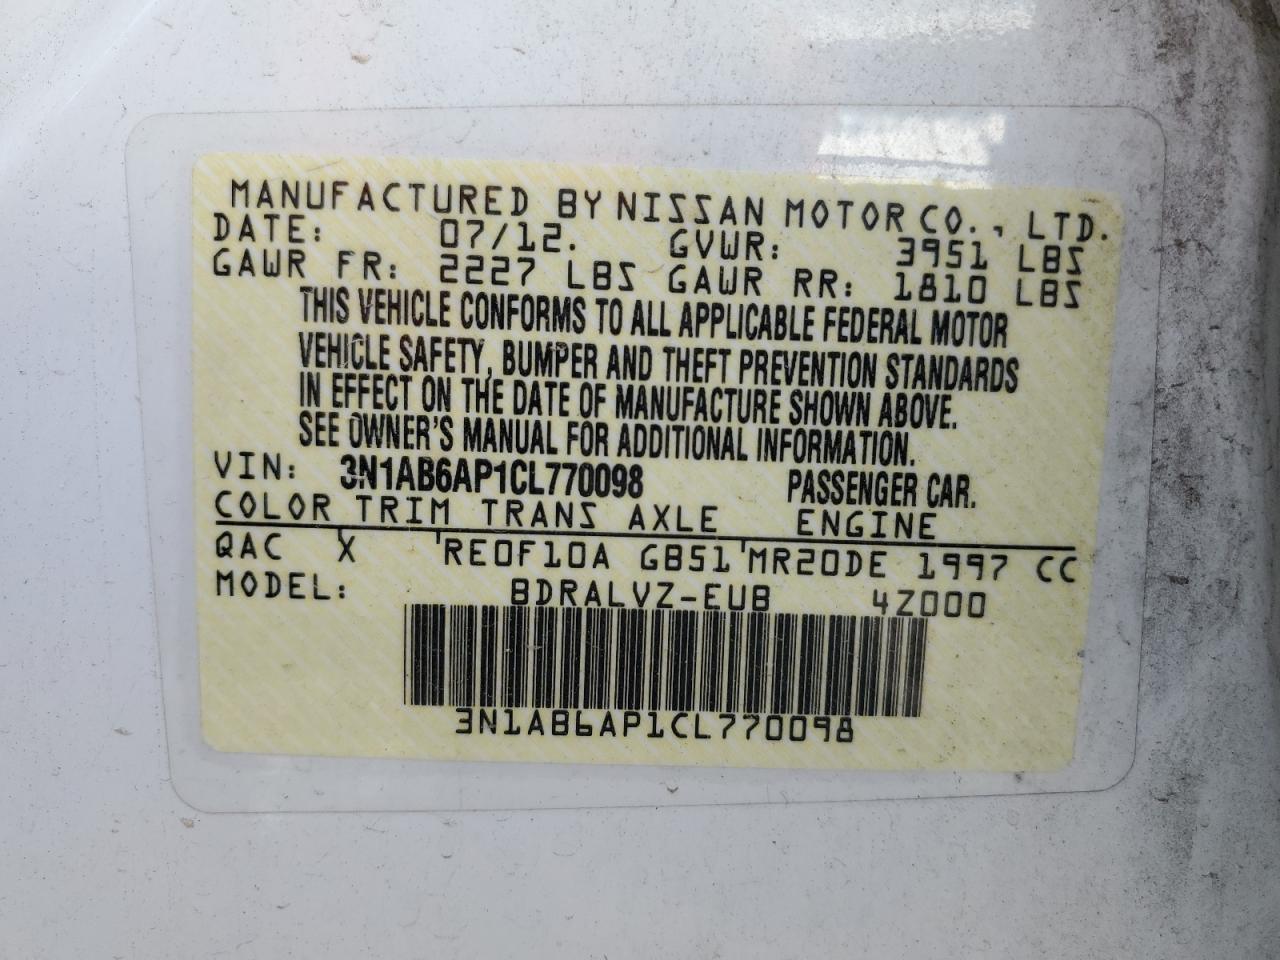 MANUFACTURED BY NISSAN MOTOR CO., LTD.
DATE: 07/12. GVWR: 3951 LBS
GAWR FR: 2227 LBS GAWR RR: 1810 LBS
THIS VEHICLE CONFORMS TO ALL APPLICABLE FEDERAL MOTOR
VEHICLE SAFETY, BUMPER AND THEFT PREVENTION STANDARDS
IN EFFECT ON THE DATE OF MANUFACTURE SHOWN ABOVE.
SEE OWNER'S MANUAL FOR ADDITIONAL INFORMATION.
VIN: 3N1AB6AP1CL770098 PASSENGER CAR.
COLOR TRIM TRANS AXLE ENGINE
QAC X RE0F10A GB51 MR20DE 1997 CC
MODEL: BDRALVZ-EUB 4Z000
3N1AB6AP1CL770098